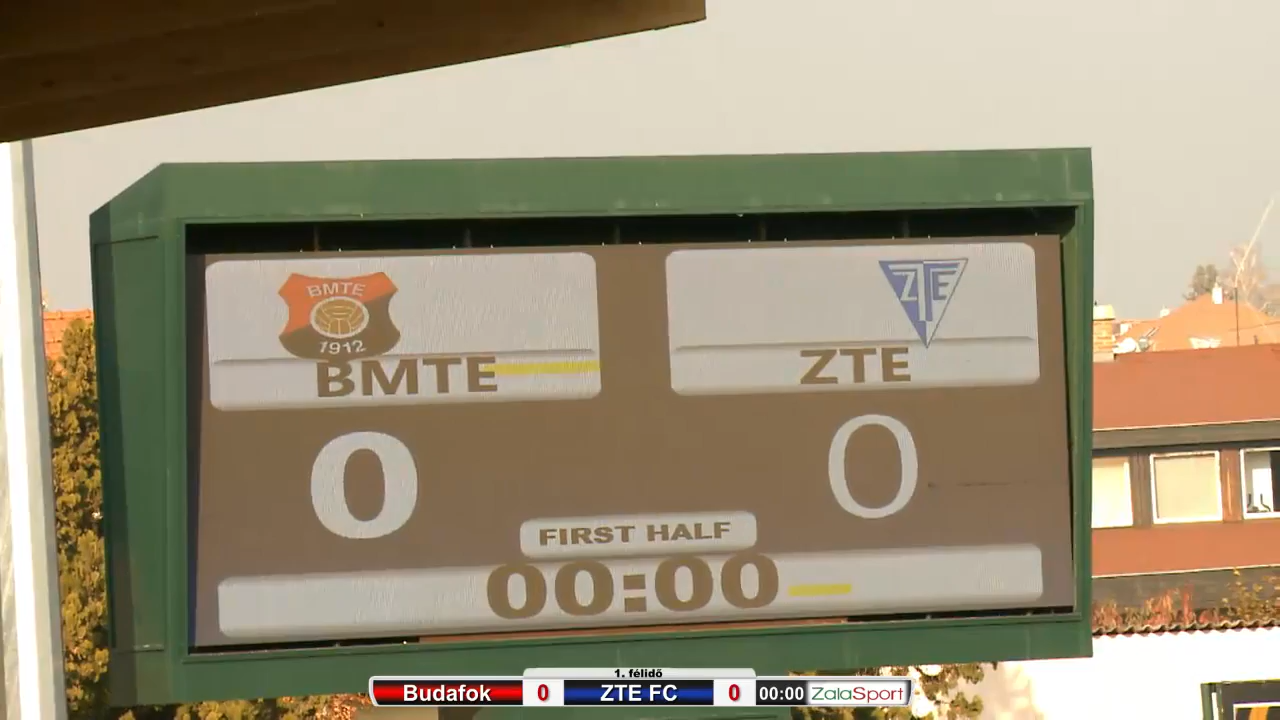 BMTE
1912
ZTE
BMTE
ZTE
0 0
FIRST HALF
00:00
1. félidő
Budafok 0 ZTE FC 0 00:00 ZalaSport